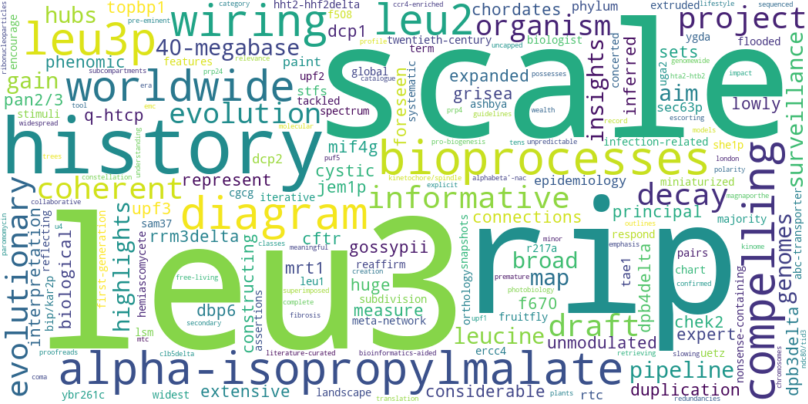 ribonucleoparticles
pre-eminent
encourage
hubs
topbp1
wiring
hht2-hhf2delta
f508
dcp1
leu2
category
ccr4-enriched
chordates
twentieth-century
biologist
phylum
organism
extruded
lifestyle
sequenced
project
ygda
flooded
leu3p
40-megabase
phenomic
subcompartments
term
features
paint
global
systematic
expanded
insights
sets
hta2-htb2
genomewide
scale
gain
pan2/3
stimuli
widespread
worldwide
era
prp24
upf2
stfs
tackled
spectrum
profile
uncapped
foreseen
grisea
ashbya
inferred
uga2
aim
sec63p
impact
possesses
catalogue
lowly
relevance
tool
q-htcp
evolution
history
represent
dcp2
mif4g
cystic
jem1p
prp4
guidelines
wealth
tens
unpredictable
record
she1p
infection-related
escorting
models
surveillance
bioprocesses
puf5
pro-biogenesis
london
polarity
miniaturized
epidemiology
magnaporthe
evolutionary
coherent
trees
env
molecular
cgcg
iterative
constellation
understanding
kinetochore/spindle
alphabeta'-nac
explicit
collaborative
interpretation
reflecting
bip/kar2p
biological
upf3
sam37
u4
rrm3delta
highlights
diagram
cftr
informative
decay
compelling
genomes
abc-transporter
majority
principal
connections
respond
outlines
minor
emphasis
kinome
paromomycin
hemiascomycete
first-generation
gossypii
reaffirm
mrt1
huge
leu1
subdivision
measure
meta-network
constructing
assertions
classes
meaningful
creation
superimposed
complete
fibrosis
secondary
free-living
dbp6
lsm
leu3
orthology
snapshots
broad
map
r217a
f670
tae1
pairs
chart
confirmed
fruitfly
photobiology
premature
upf1
draft
dpb4delta
chek2
expert
uetz
nonsense-containing
slowing
chromosomes
dpb3delta
ndc80/tid3
leucine
unmodulated
ercc4
rip
proofreads
ybr261c
mtc
clb5delta
coma
widest
literature-curated
bioinformatics-aided
alpha-isopropylmalate
extensive
landscape
translation
considerable
plants
rtc
pipeline
retrieving
duplication
redundancies